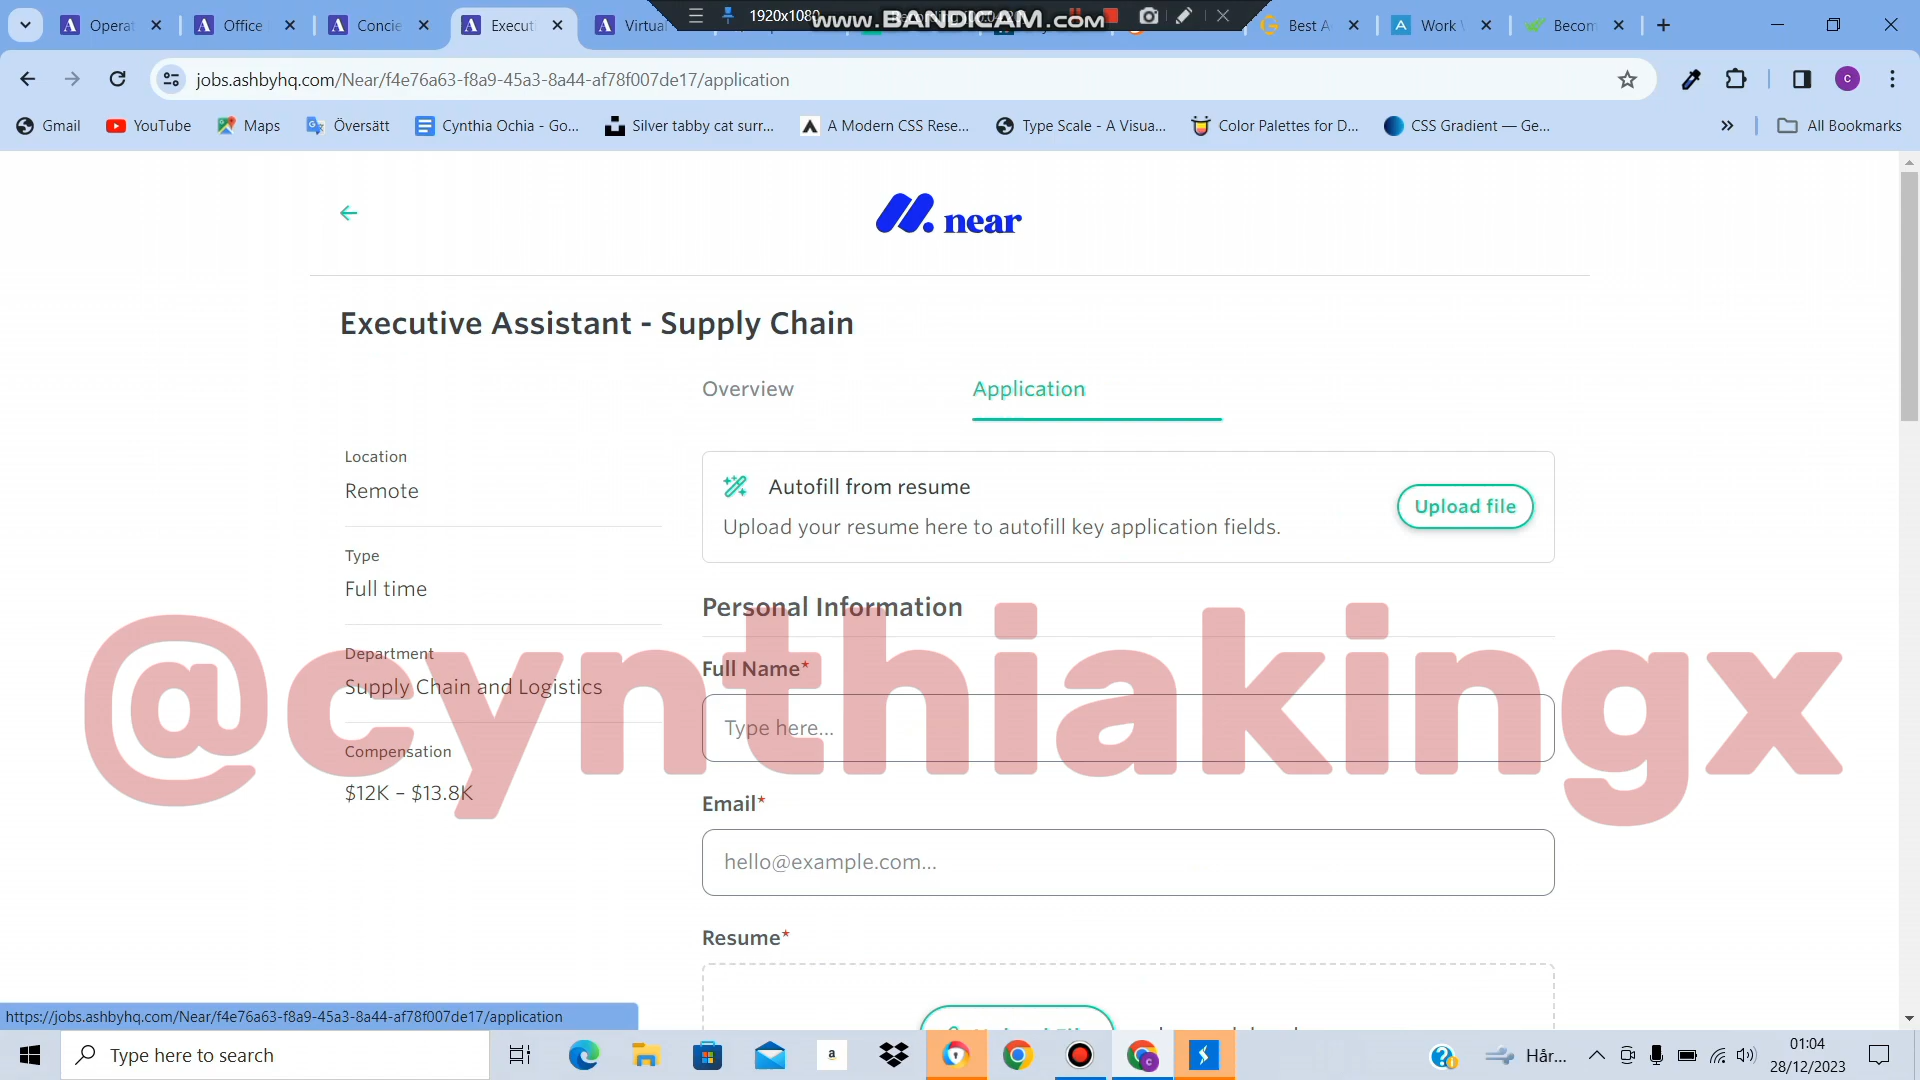 Operat
Office
Concie
Executi
Virtual
1920x1080
www.BANDICAM.com
Best A
Work
Becom
jobs.ashbyhq.com/Near/f4e76a63-f8a9-45a3-8a44-af78f007de17/application
C
Gmail
YouTube
Maps
Översätt
Cynthia Ochia - Go...
Silver tabby cat surr...
A Modern CSS Rese...
Type Scale - A Visua...
Color Palettes for D...
CSS Gradient — Ge...
All Bookmarks
near
Executive Assistant - Supply Chain
Overview
Application
Location
Remote
Type
Full time
Department
Supply Chain and Logistics
Compensation
$12K – $13.8K
Autofill from resume
Upload your resume here to autofill key application fields.
Upload file
Personal Information
Full Name*
Type here...
Email*
hello@example.com...
Resume*
@cynthiakingx
https://jobs.ashbyhq.com/Near/f4e76a63-f8a9-45a3-8a44-af78f007de17/application
Type here to search
Hår...
01:04
28/12/2023